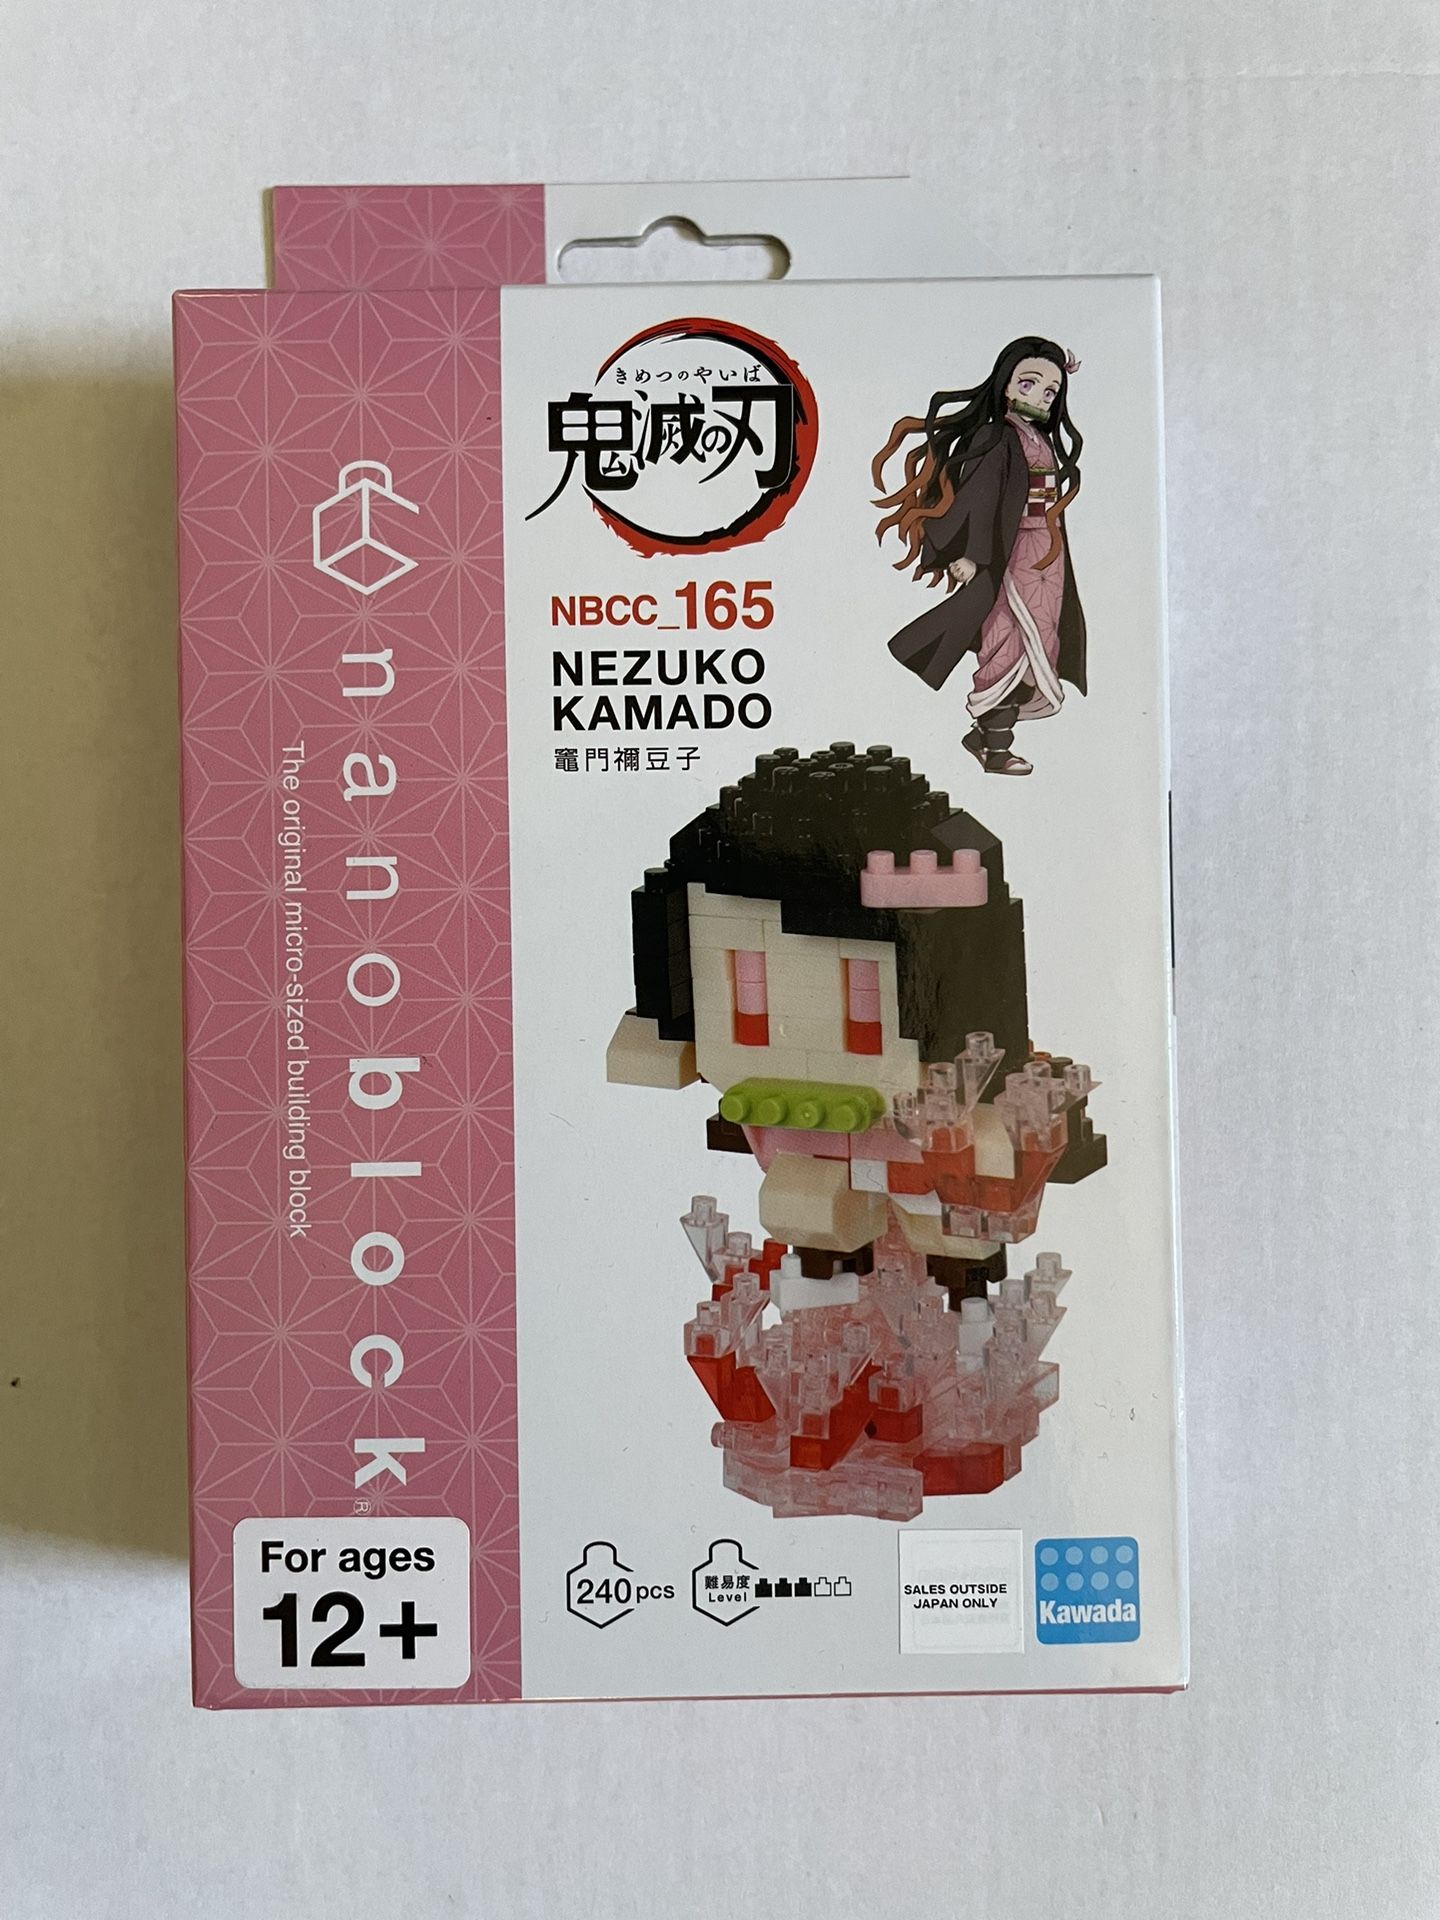 きめつのやいば
鬼滅の刃
NBCC_165
NEZUKO
KAMADO
竈門禰豆子
nanoblock®
The original micro-sized building block
For ages
12+
240pcs
難易度
Level
SALES OUTSIDE
JAPAN ONLY
Kawada